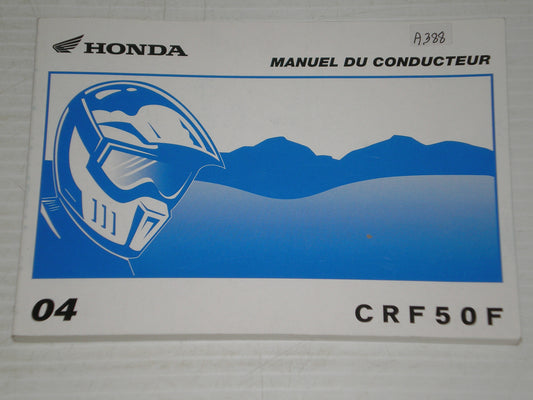 HONDA
A388
MANUEL DU CONDUCTEUR
04
CRF50F